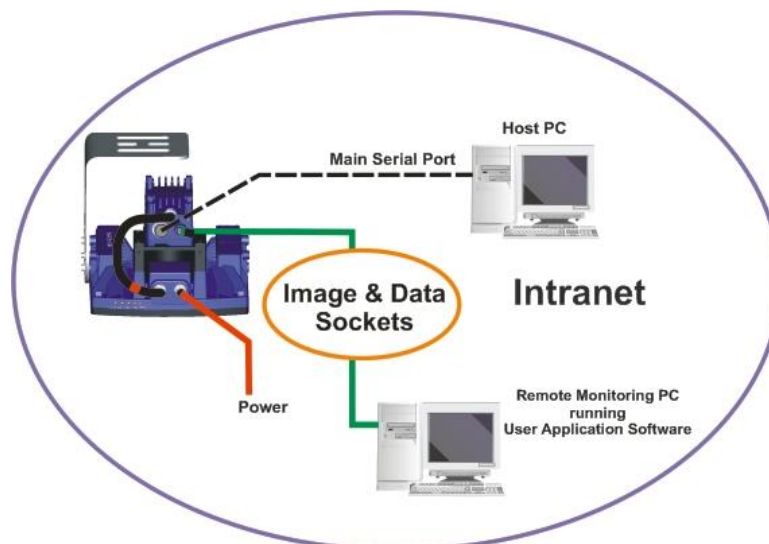 Host PC
Main Serial Port
Image & Data
Sockets
Intranet
Power
Remote Monitoring PC
running
User Application Software